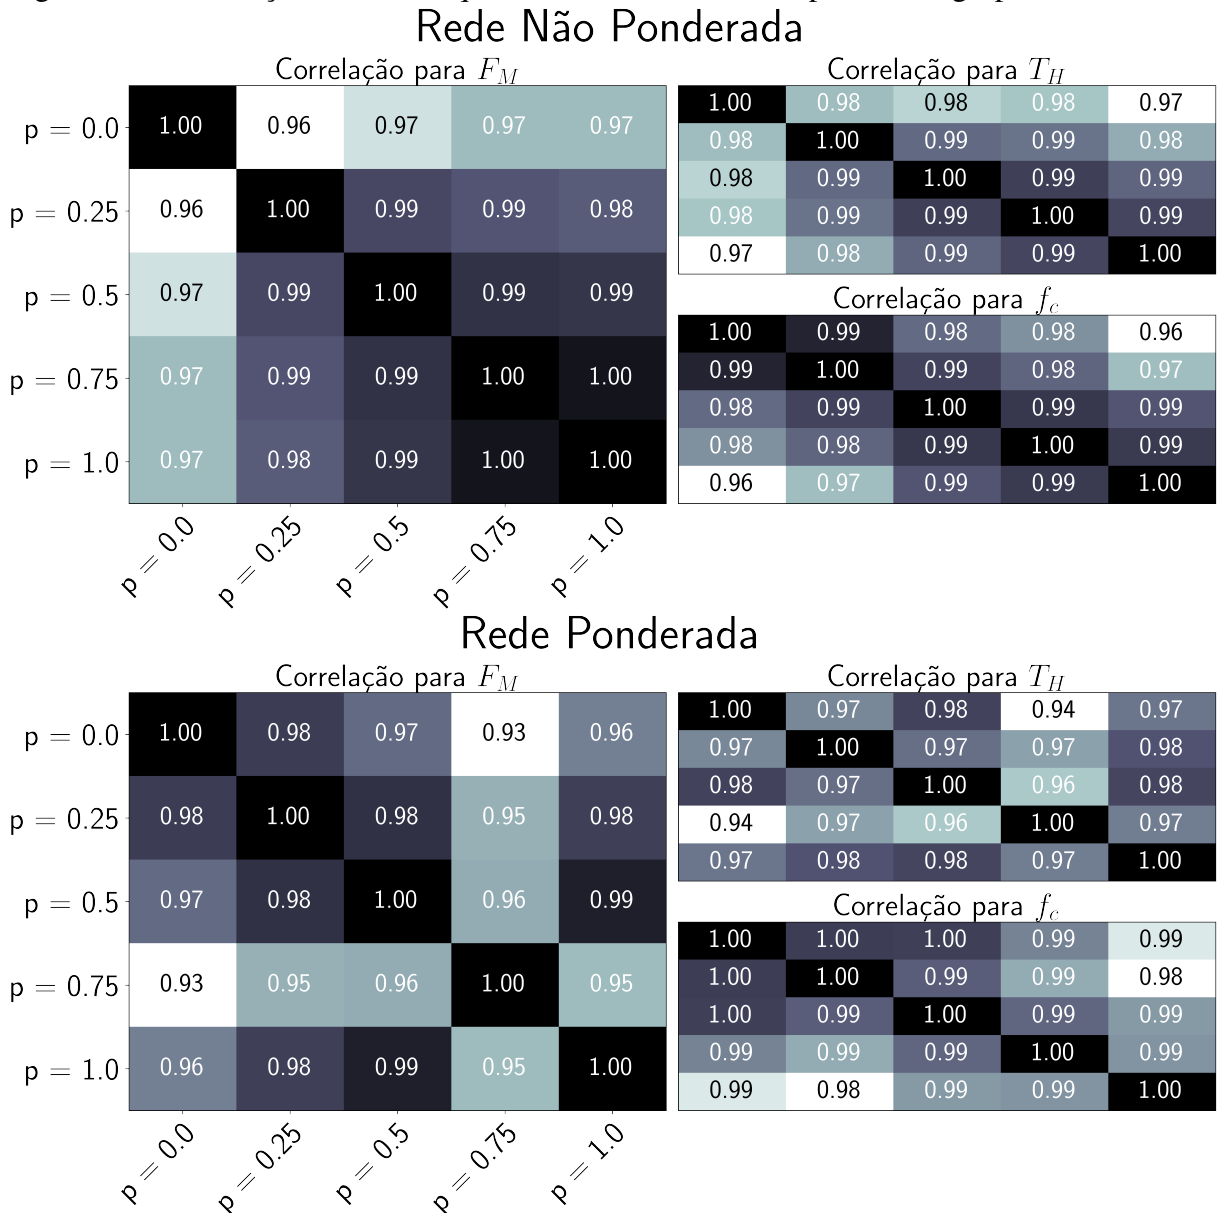 Rede Não Ponderada
Correlação para F_M
p = 0.0 1.00 0.96 0.97 0.97 0.97
p = 0.25 0.96 1.00 0.99 0.99 0.98
p = 0.5 0.97 0.99 1.00 0.99 0.99
p = 0.75 0.97 0.99 0.99 1.00 1.00
p = 1.0 0.97 0.98 0.99 1.00 1.00
p = 0.0 p = 0.25 p = 0.5 p = 0.75 p = 1.0
Correlação para T_H
1.00 0.98 0.98 0.98 0.97
0.98 1.00 0.99 0.99 0.98
0.98 0.99 1.00 0.99 0.99
0.98 0.99 0.99 1.00 0.99
0.97 0.98 0.99 0.99 1.00
Correlação para f_c
1.00 0.99 0.98 0.98 0.96
0.99 1.00 0.99 0.98 0.97
0.98 0.99 1.00 0.99 0.99
0.98 0.98 0.99 1.00 0.99
0.96 0.97 0.99 0.99 1.00
Rede Ponderada
Correlação para F_M
p = 0.0 1.00 0.98 0.97 0.93 0.96
p = 0.25 0.98 1.00 0.98 0.95 0.98
p = 0.5 0.97 0.98 1.00 0.96 0.99
p = 0.75 0.93 0.95 0.96 1.00 0.95
p = 1.0 0.96 0.98 0.99 0.95 1.00
p = 0.0 p = 0.25 p = 0.5 p = 0.75 p = 1.0
Correlação para T_H
1.00 0.97 0.98 0.94 0.97
0.97 1.00 0.97 0.97 0.98
0.98 0.97 1.00 0.96 0.98
0.94 0.97 0.96 1.00 0.97
0.97 0.98 0.98 0.97 1.00
Correlação para f_c
1.00 1.00 1.00 0.99 0.99
1.00 1.00 0.99 0.99 0.98
1.00 0.99 1.00 0.99 0.99
0.99 0.99 0.99 1.00 0.99
0.99 0.98 0.99 0.99 1.00